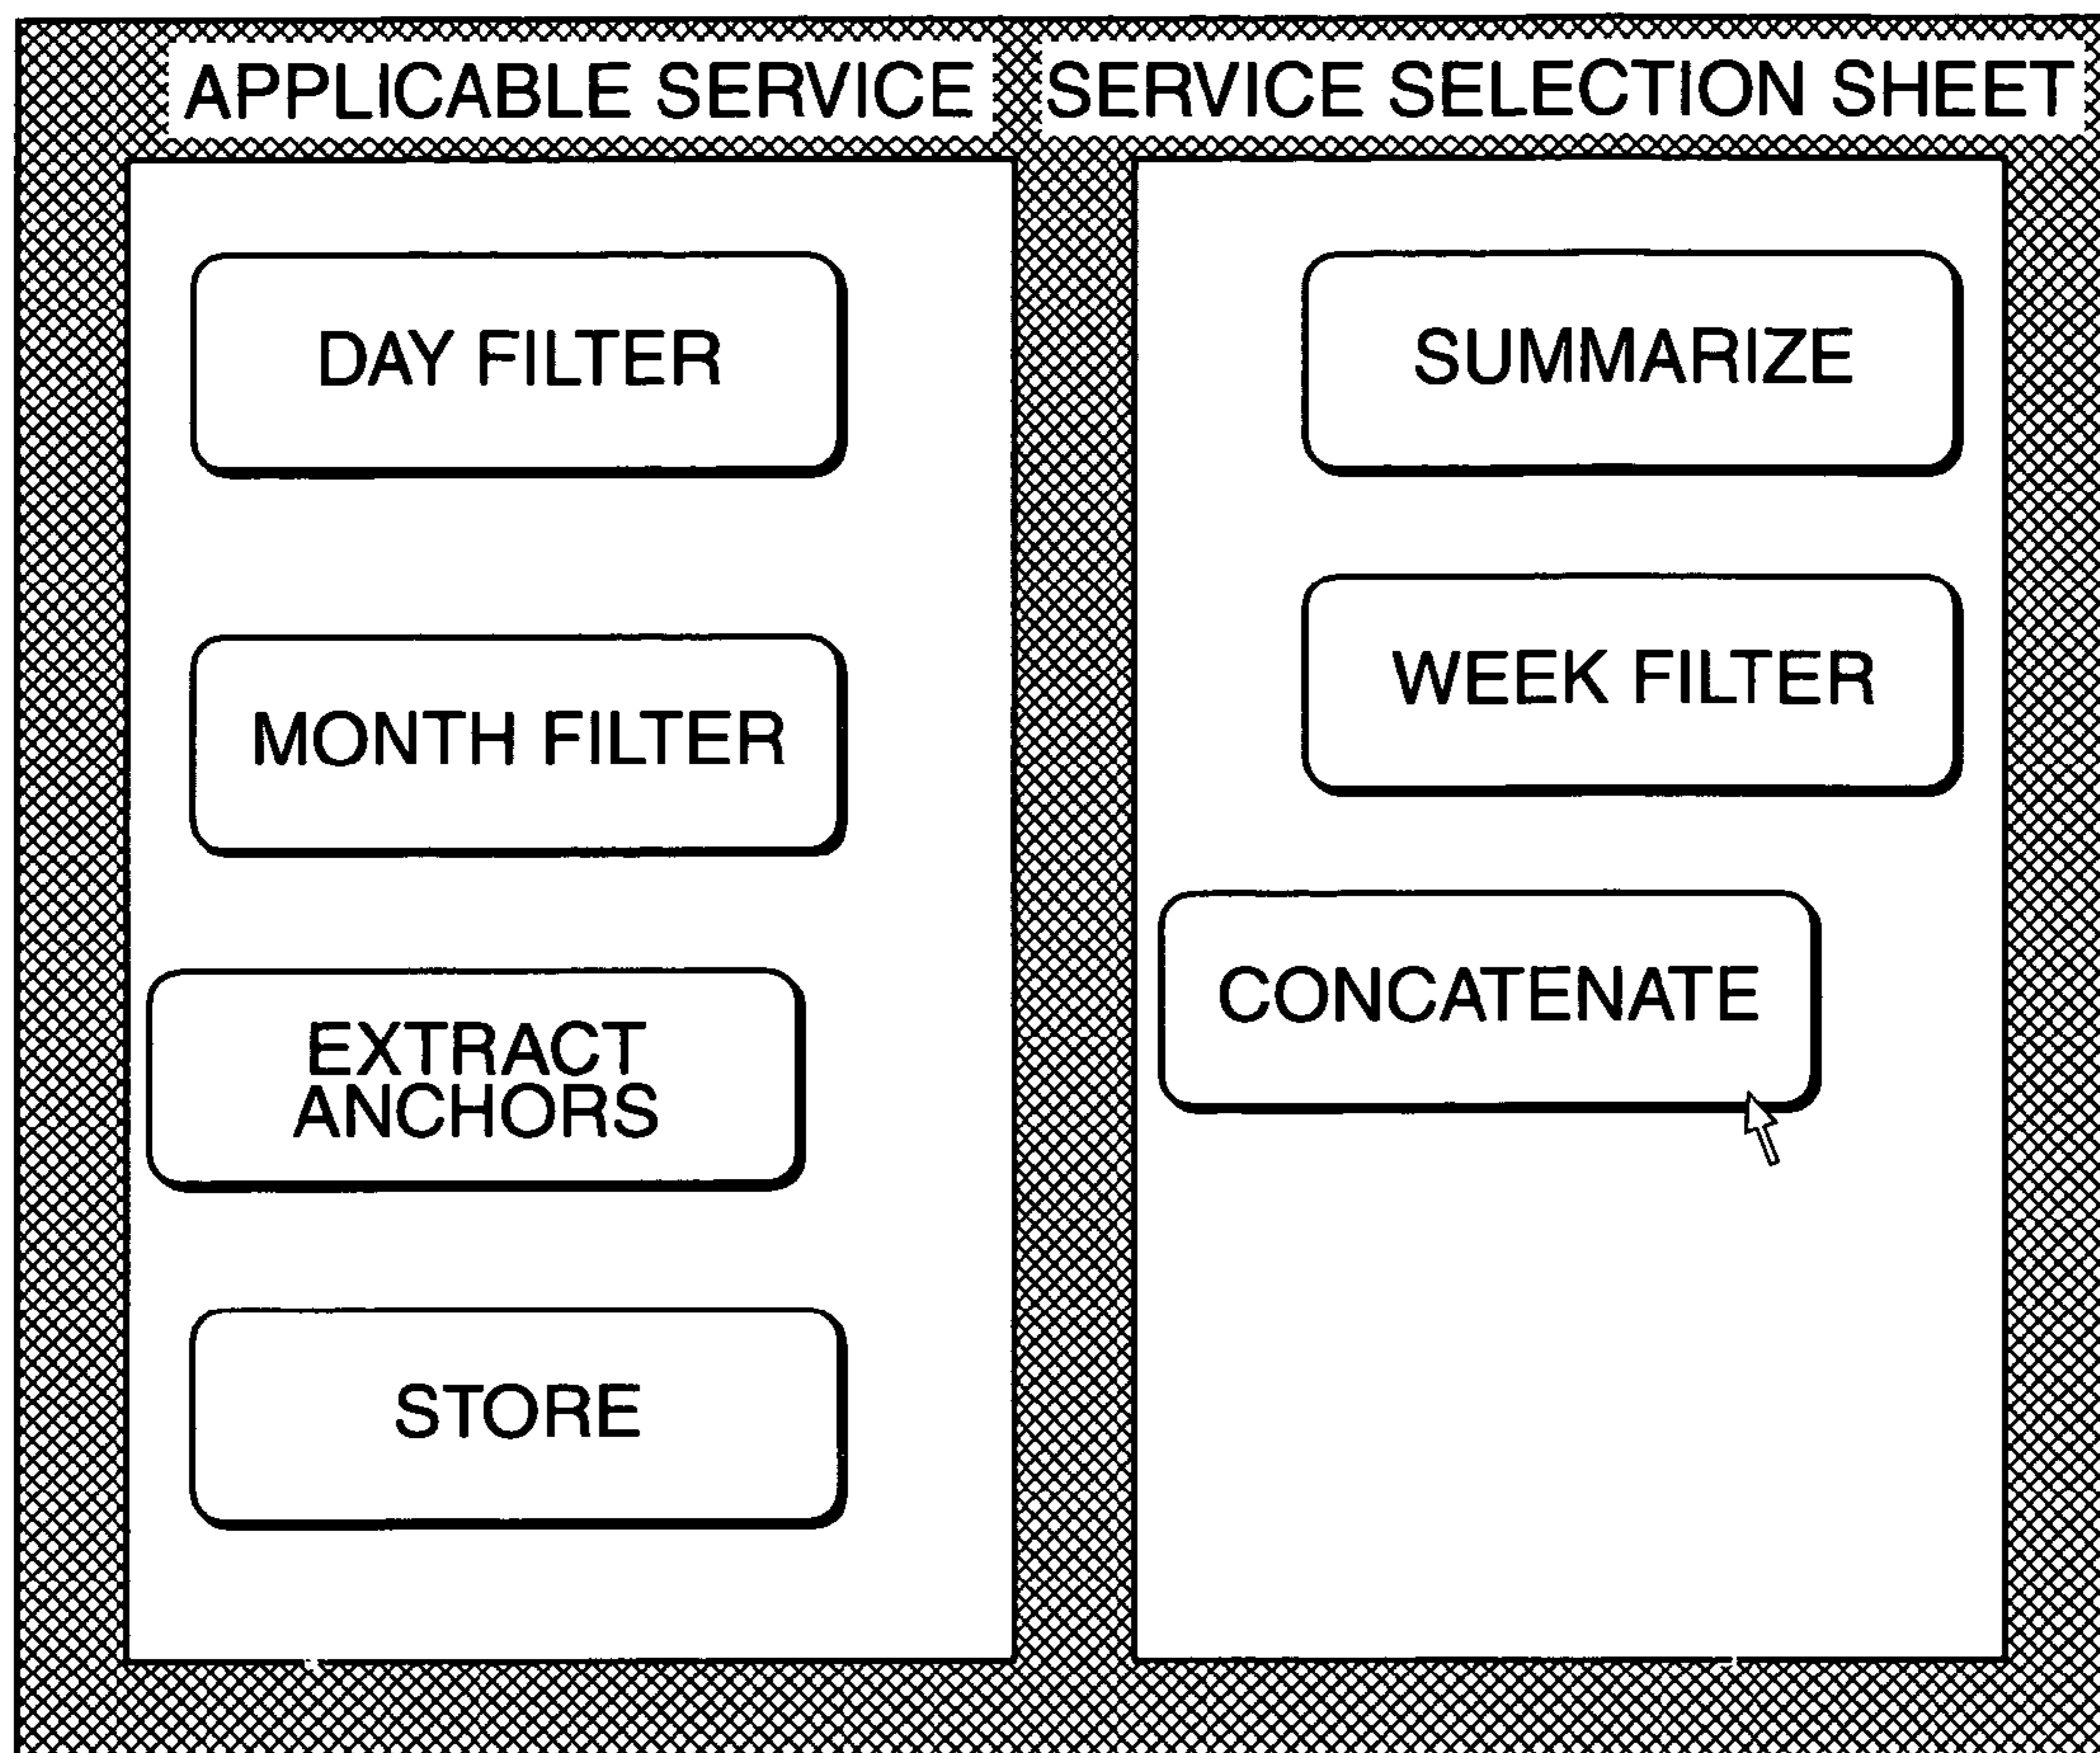 APPLICABLE SERVICE
DAY FILTER
MONTH FILTER
EXTRACT
ANCHORS
STORE
SERVICE SELECTION SHEET
SUMMARIZE
WEEK FILTER
CONCATENATE